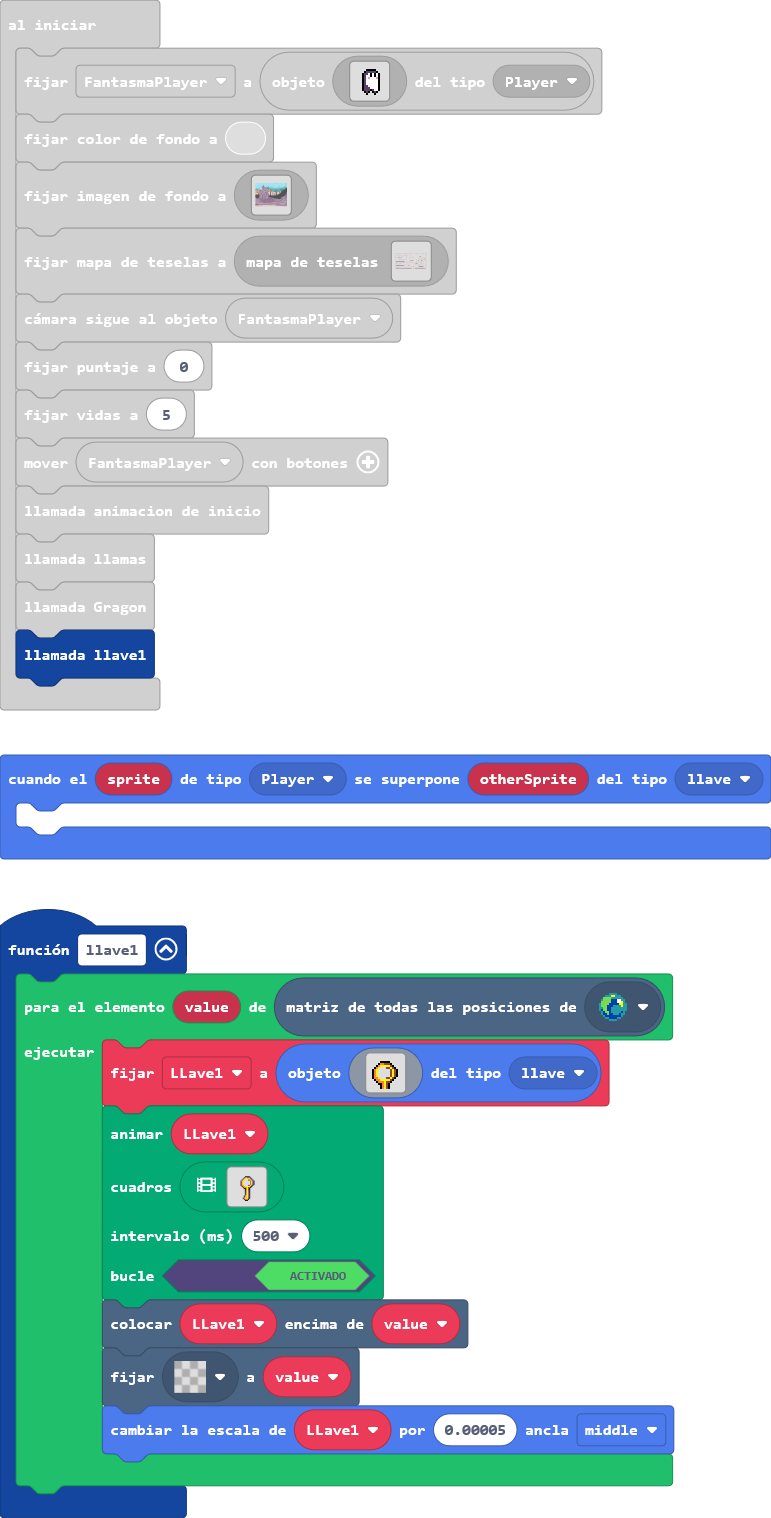 al iniciar
fijar FantasmaPlayer a objeto del tipo Player
fijar color de fondo a
fijar imagen de fondo a
fijar mapa de teselas a mapa de teselas
cámara sigue al objeto FantasmaPlayer
fijar puntaje a 0
fijar vidas a 5
mover FantasmaPlayer con botones
llamada animacion de inicio
llamada llamas
llamada Gragon
llamada llave1
cuando el sprite de tipo Player se superpone otherSprite del tipo llave
función llave1
para el elemento value de matriz de todas las posiciones de
ejecutar
fijar LLave1 a objeto del tipo llave
animar LLave1
cuadros
intervalo (ms) 500
bucle ACTIVADO
colocar LLave1 encima de value
fijar a value
cambiar la escala de LLave1 por 0.00005 ancla middle